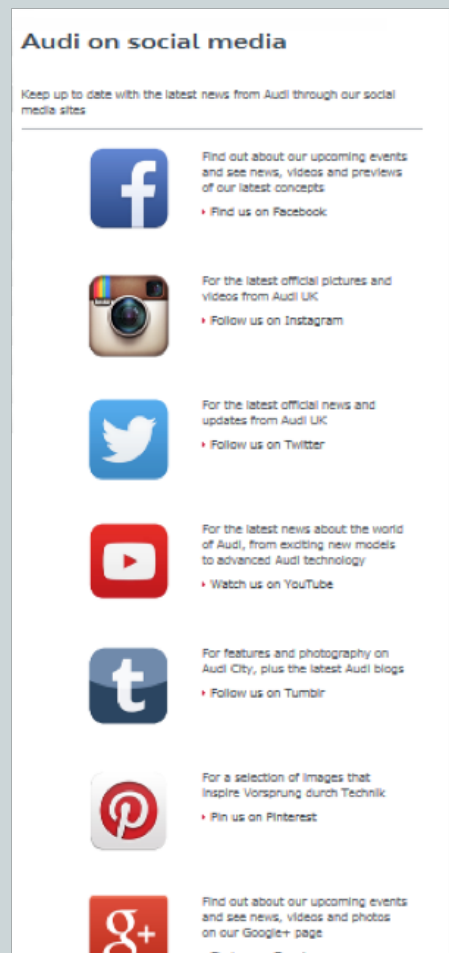 Audi on social media
Keep up to date with the latest news from Audi through our social
media sites
Find out about our upcoming events
and see news, videos and previews
of our latest concepts
Find us on Facebook
For the latest official pictures and
videos from Audi UK
Follow us on Instagram
For the latest official news and
updates from Audi UK
Follow us on Twitter
For the latest news about the world
of Audi, from exciting new models
to advanced Audi technology
Watch us on YouTube
For features and photography on
Audi City, plus the latest Audi blogs
Follow us on Tumblr
For a selection of images that
inspire Vorsprung durch Technik
Pin us on Pinterest
Find out about our upcoming events
and see news, videos and photos
on our Google+ page